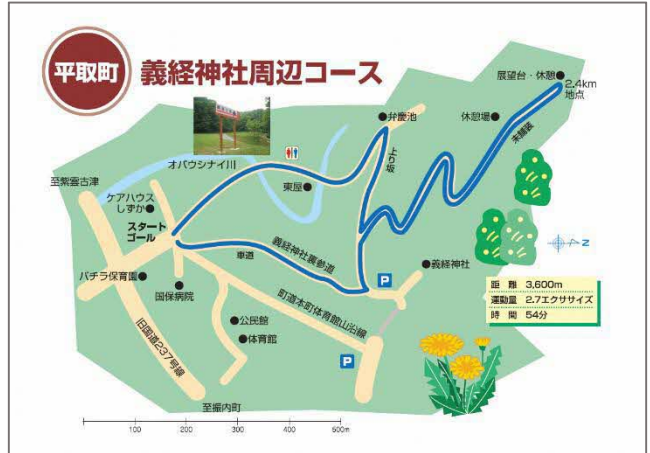 平取町
義経神社周辺コース
展望台・休憩
2.4km
地点
弁慶池
休憩場
未舗装
オバウシナイ川
上り坂
至紫雲古津
東屋
ケアハウス
しずか
スタート
ゴール
義経神社裏参道
車道
P
義経神社
N
バチラ保育園
国保病院
町道本町体育館山沿線
距離 3,600m
運動量 2.7エクササイズ
時間 54分
公民館
体育館
旧国道237号線
P
至振内町
100 200 300 400 500m